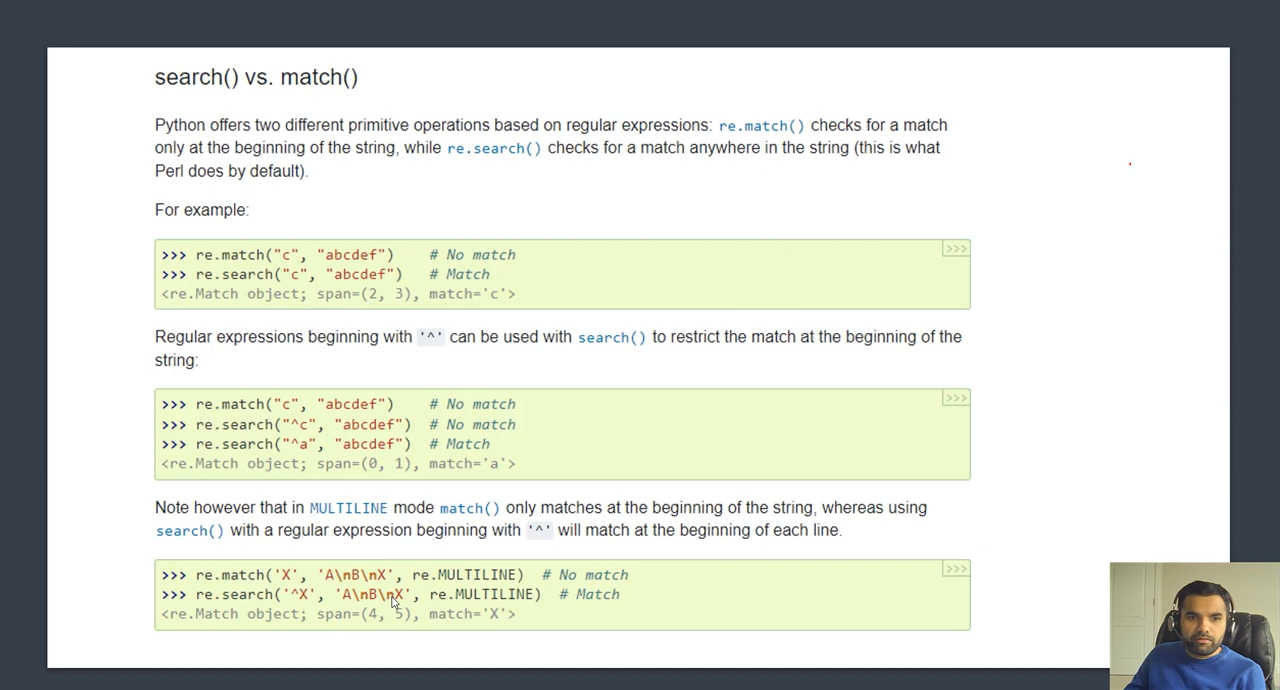 search() vs. match()
Python offers two different primitive operations based on regular expressions: re.match() checks for a match
only at the beginning of the string, while re.search() checks for a match anywhere in the string (this is what
Perl does by default).
For example:
>>>
>>> re.match("c", "abcdef")    # No match
>>> re.search("c", "abcdef")   # Match
<re.Match object; span=(2, 3), match='c'>
Regular expressions beginning with '^' can be used with search() to restrict the match at the beginning of the
string:
>>>
>>> re.match("c", "abcdef")    # No match
>>> re.search("^c", "abcdef")  # No match
>>> re.search("^a", "abcdef")  # Match
<re.Match object; span=(0, 1), match='a'>
Note however that in MULTILINE mode match() only matches at the beginning of the string, whereas using
search() with a regular expression beginning with '^' will match at the beginning of each line.
>>>
>>> re.match('X', 'A\nB\nX', re.MULTILINE)  # No match
>>> re.search('^X', 'A\nB\nX', re.MULTILINE)  # Match
<re.Match object; span=(4, 5), match='X'>